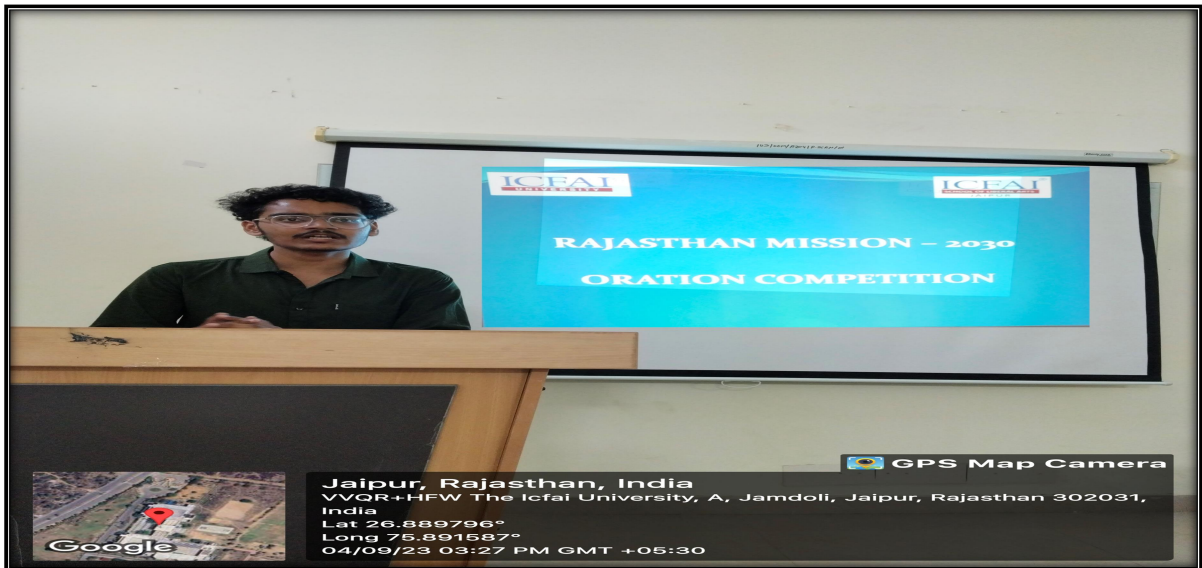 ICFAI
UNIVERSITY
ICFAI
RAJASTHAN MISSION – 2030
ORATION COMPETITION
GPS Map Camera
Jaipur, Rajasthan, India
VVQR+HFW The Icfai University, A, Jamdoli, Jaipur, Rajasthan 302031,
India
Lat 26.889796°
Long 75.891587°
04/09/23 03:27 PM GMT +05:30
Google